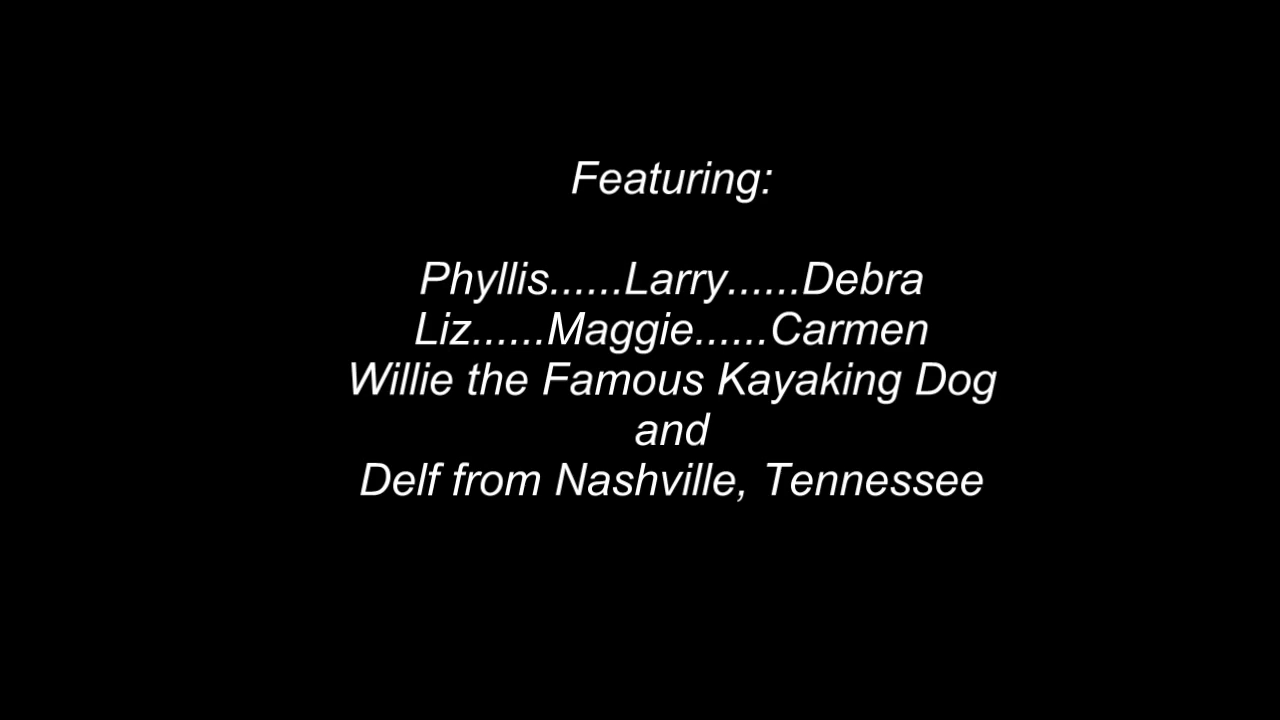 Featuring:
Phyllis......Larry......Debra
Liz......Maggie......Carmen
Willie the Famous Kayaking Dog
and
Delf from Nashville, Tennessee